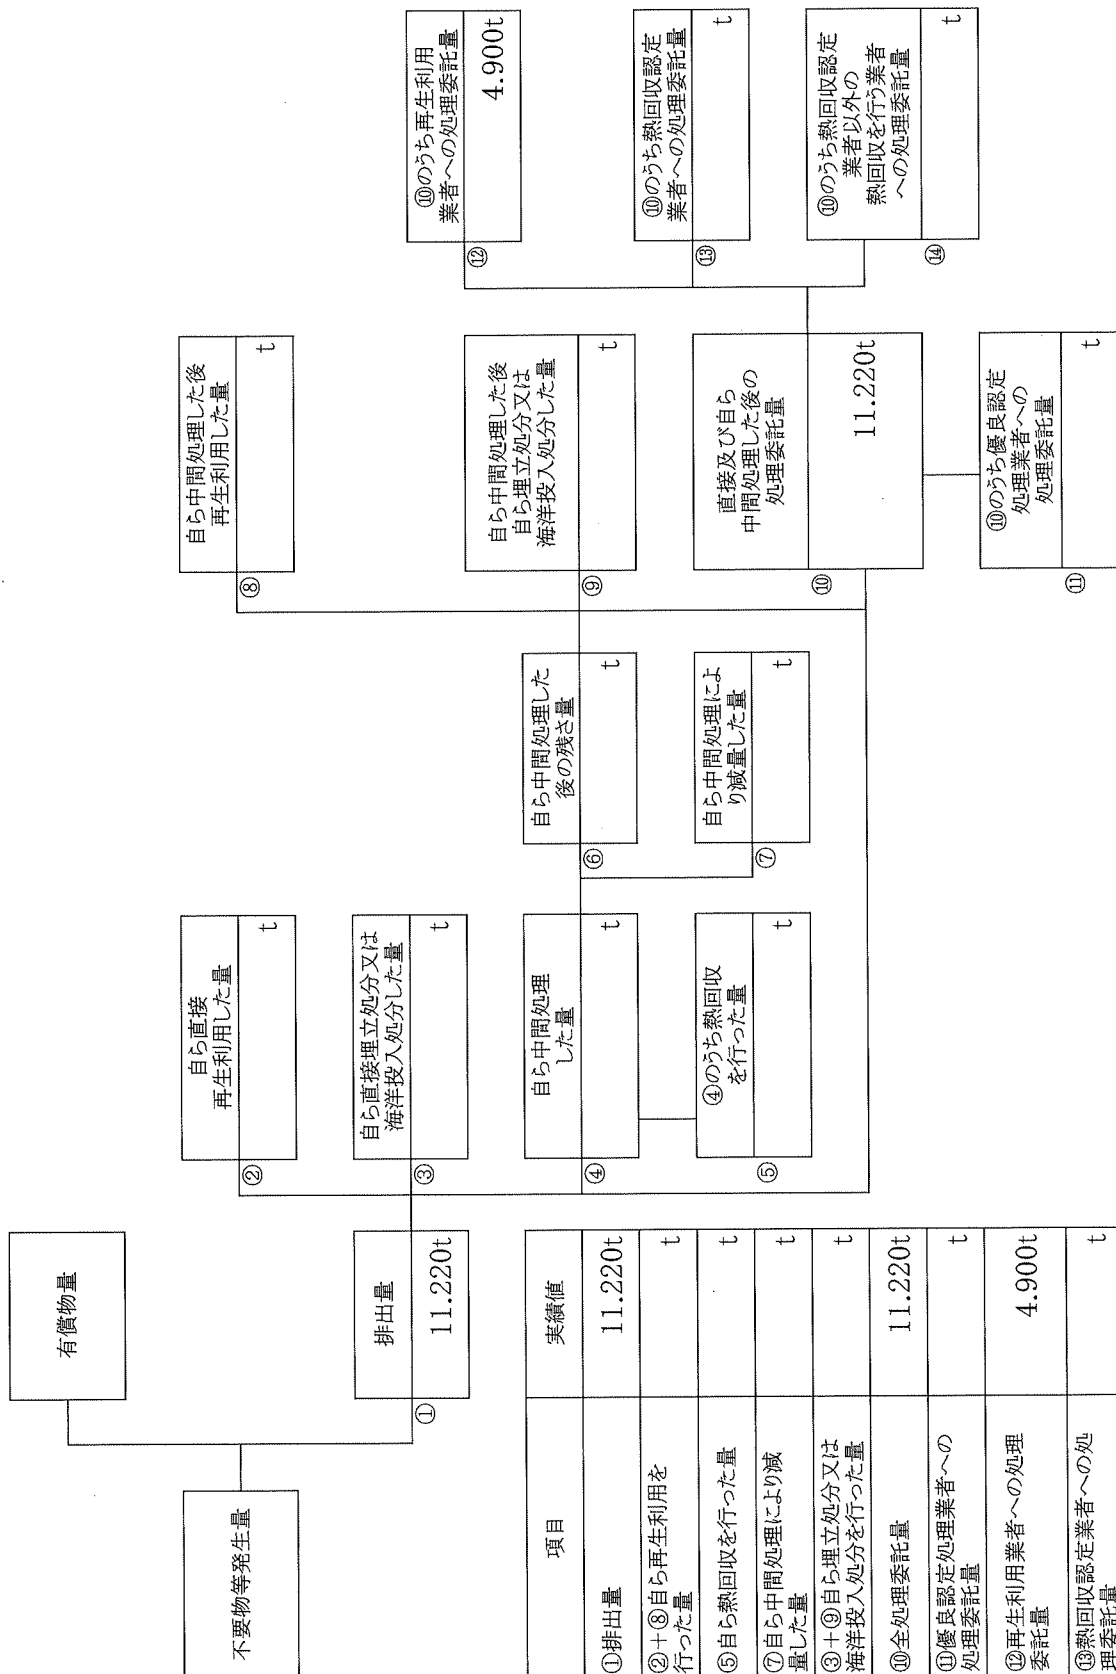 不要物等発生量
有償物量
排出量
①
11.220t
自ら直接
再生利用した量
②
t
自ら直接埋立処分又は
海洋投入処分した量
③
t
自ら中間処理
した量
④
t
④のうち熱回収
を行った量
⑤
t
自ら中間処理した
後の残さ量
⑥
t
自ら中間処理によ
り減量した量
⑦
t
自ら中間処理した後
再生利用した量
⑧
t
自ら中間処理した後
自ら埋立処分又は
海洋投入処分した量
⑨
t
直接及び自ら
中間処理した後の
処理委託量
⑩
11.220t
⑩のうち優良認定
処理業者への
処理委託量
⑪
t
⑩のうち再生利用
業者への処理委託量
⑫
4.900t
⑩のうち熱回収認定
業者への処理委託量
⑬
t
⑩のうち熱回収認定
業者以外の
熱回収を行う業者
への処理委託量
⑭
t
項目 実績値
①排出量 11.220t
②+⑧自ら再生利用を
行った量 t
⑤自ら熱回収を行った量 t
⑦自ら中間処理により減
量した量 t
③+⑨自ら埋立処分又は
海洋投入処分を行った量 t
⑩全処理委託量 11.220t
⑪優良認定処理業者への
処理委託量 t
⑫再生利用業者への処理
委託量 4.900t
⑬熱回収認定業者への処
理委託量 t